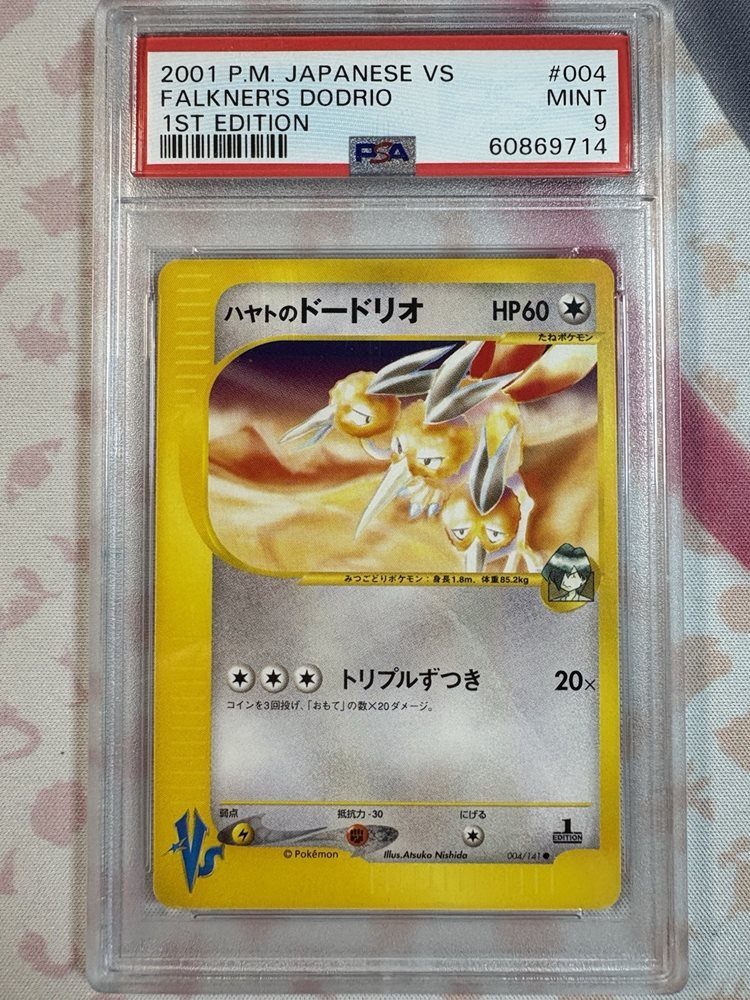 2001 P.M. JAPANESE VS #004
FALKNER'S DODRIO MINT
1ST EDITION 9
PSA 60869714
ハヤトのドードリオ HP60
たねポケモン
みつごどりポケモン：身長1.8m、体重85.2kg
トリプルずつき 20×
コインを3回投げ、「おもて」の数×20ダメージ。
弱点 抵抗力 -30 にげる
1
EDITION
VS
© Pokémon Illus.Atsuko Nishida 004/141●